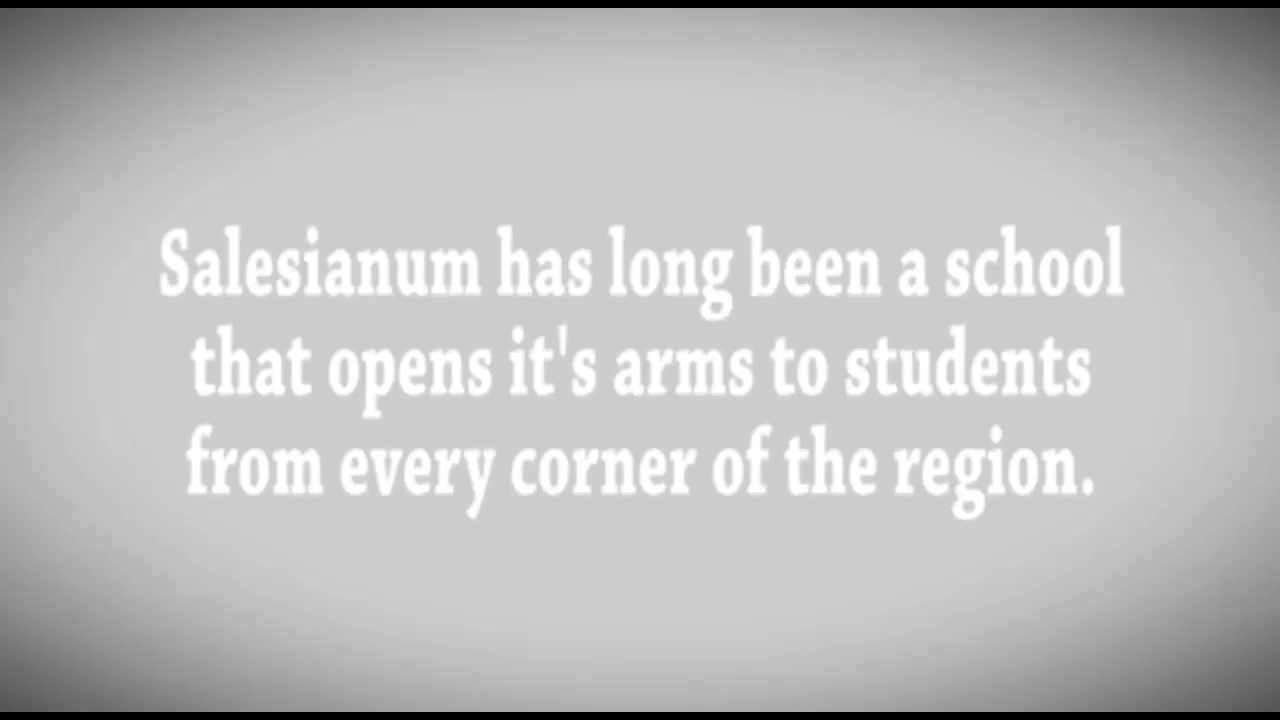 Salesianum has long been a school
that opens it's arms to students
from every corner of the region.